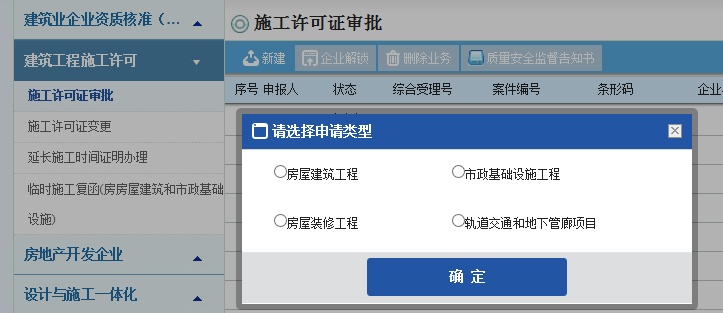 建筑业企业资质核准（…
建筑工程施工许可
施工许可证审批
施工许可证变更
延长施工时间证明办理
临时施工复函(房房屋建筑和市政基础
设施)
房地产开发企业
设计与施工一体化
施工许可证审批
新建 企业解锁 删除业务 质量安全监督告知书
序号 申报人 状态 综合受理号 案件编号 条形码 企业
请选择申请类型
房屋建筑工程 市政基础设施工程
房屋装修工程 轨道交通和地下管廊项目
确 定